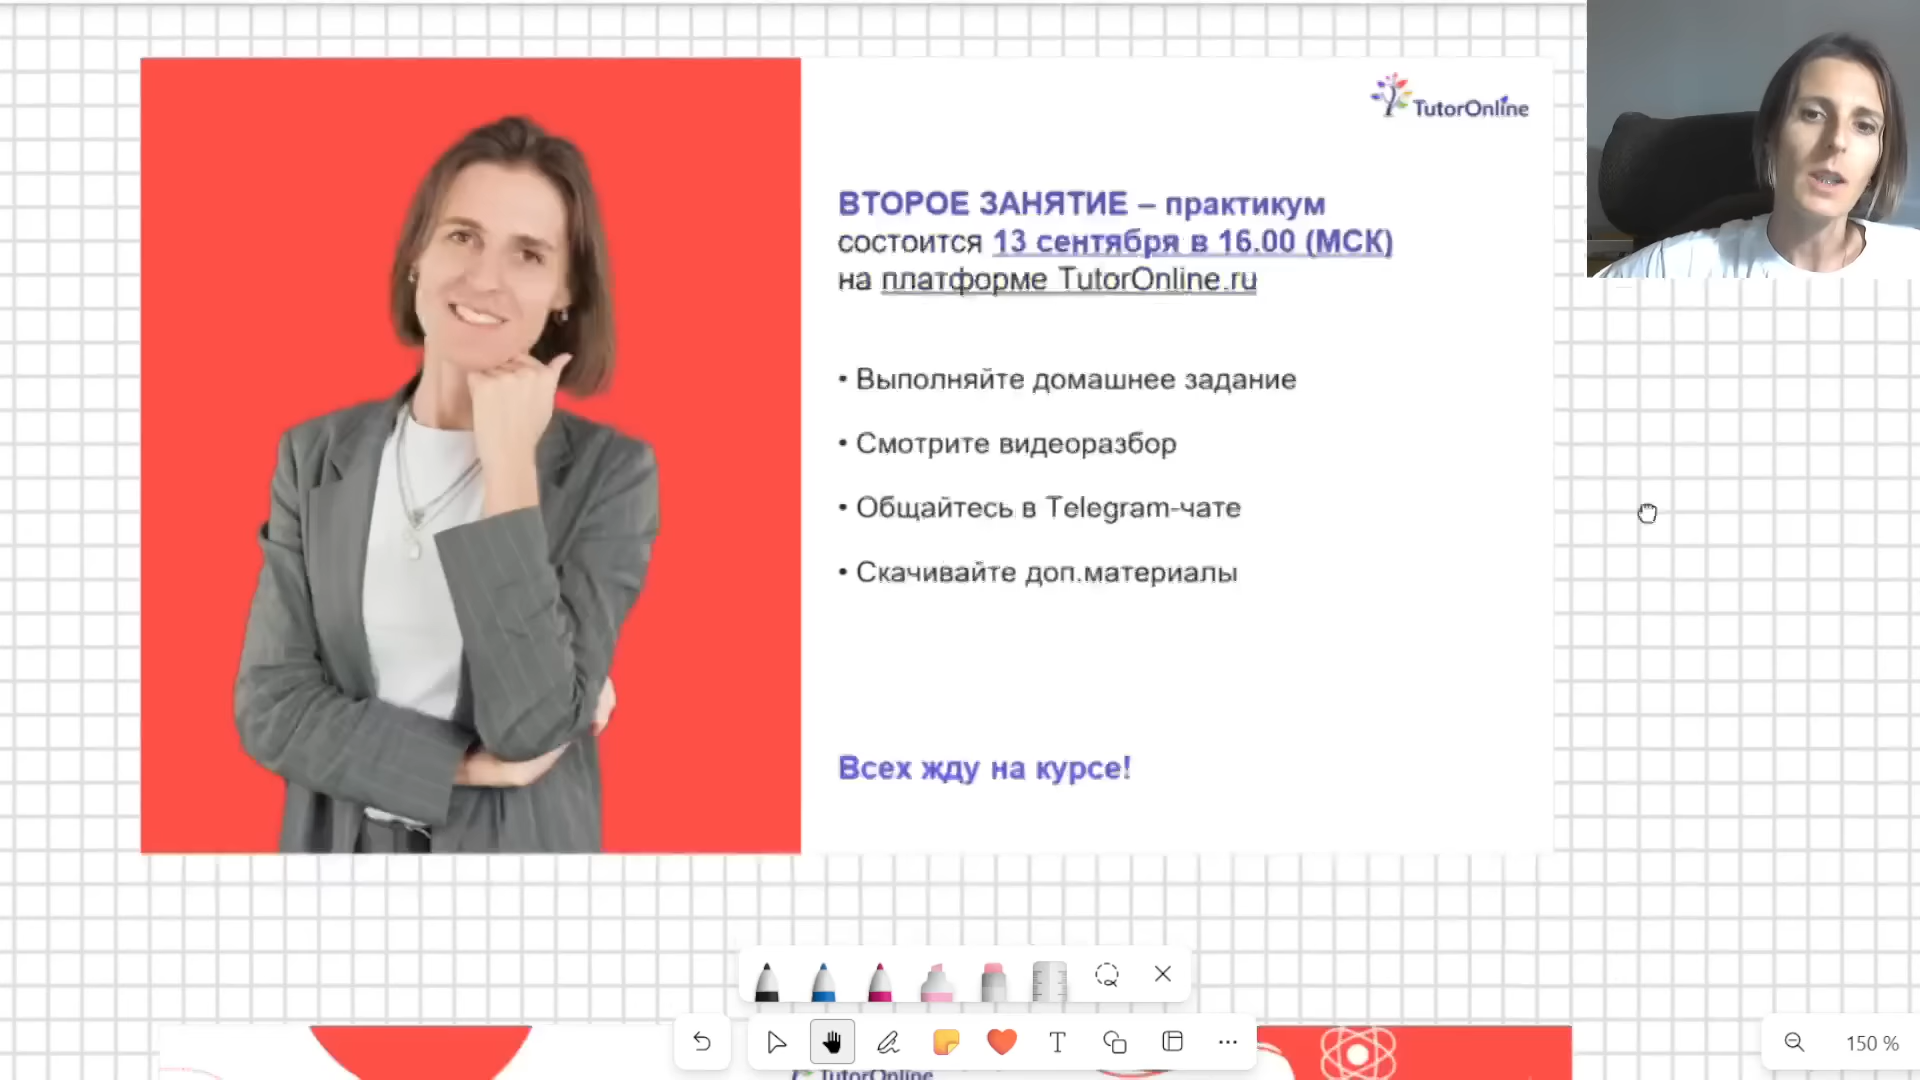 TutorOnline
ВТОРОЕ ЗАНЯТИЕ – практикум
состоится 13 сентября в 16.00 (МСК)
на платформе TutorOnline.ru
• Выполняйте домашнее задание
• Смотрите видеоразбор
• Общайтесь в Telegram-чате
• Скачивайте доп.материалы
Всех жду на курсе!
150 %
TutorOnline